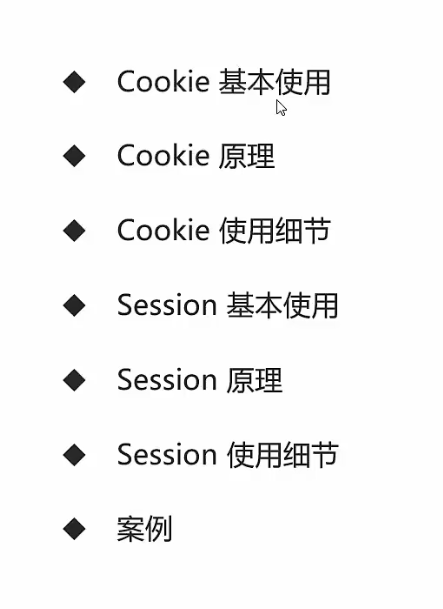 ◆ Cookie 基本使用
◆ Cookie 原理
◆ Cookie 使用细节
◆ Session 基本使用
◆ Session 原理
◆ Session 使用细节
◆ 案例